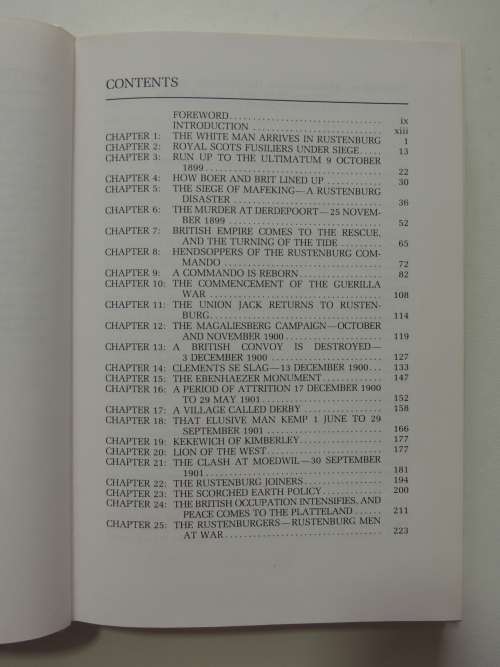 CONTENTS
FOREWORD................................ ix
INTRODUCTION ............................ xiii
CHAPTER 1: THE WHITE MAN ARRIVES IN RUSTENBURG 1
CHAPTER 2: ROYAL SCOTS FUSILIERS UNDER SIEGE..... 13
CHAPTER 3: RUN UP TO THE ULTIMATUM 9 OCTOBER
1899..................................... 22
CHAPTER 4: HOW BOER AND BRIT LINED UP ............ 30
CHAPTER 5: THE SIEGE OF MAFEKING—A RUSTENBURG
DISASTER ................................ 36
CHAPTER 6: THE MURDER AT DERDEPOORT—25 NOVEM-
BER 1899 ................................ 52
CHAPTER 7: BRITISH EMPIRE COMES TO THE RESCUE,
AND THE TURNING OF THE TIDE.......... 65
CHAPTER 8: HENDSOPPERS OF THE RUSTENBURG COM-
MANDO .................................. 72
CHAPTER 9: A COMMANDO IS REBORN.................. 82
CHAPTER 10: THE COMMENCEMENT OF THE GUERILLA
WAR ..................................... 108
CHAPTER 11: THE UNION JACK RETURNS TO RUSTEN-
BURG..................................... 114
CHAPTER 12: THE MAGALIESBERG CAMPAIGN—OCTOBER
AND NOVEMBER 1900..................... 119
CHAPTER 13: A BRITISH CONVOY IS DESTROYED—
3 DECEMBER 1900 ........................ 127
CHAPTER 14: CLEMENTS SE SLAG—13 DECEMBER 1900... 133
CHAPTER 15: THE EBENHAEZER MONUMENT............. 147
CHAPTER 16: A PERIOD OF ATTRITION 17 DECEMBER 1900
TO 29 MAY 1901.......................... 152
CHAPTER 17: A VILLAGE CALLED DERBY ................. 158
CHAPTER 18: THAT ELUSIVE MAN KEMP 1 JUNE TO 29
SEPTEMBER 1901 ......................... 166
CHAPTER 19: KEKEWICH OF KIMBERLEY.................. 177
CHAPTER 20: LION OF THE WEST......................... 177
CHAPTER 21: THE CLASH AT MOEDWIL—30 SEPTEMBER
1901...................................... 181
CHAPTER 22: THE RUSTENBURG JOINERS................. 194
CHAPTER 23: THE SCORCHED EARTH POLICY............. 200
CHAPTER 24: THE BRITISH OCCUPATION INTENSIFIES, AND
PEACE COMES TO THE PLATTELAND...... 211
CHAPTER 25: THE RUSTENBURGERS—RUSTENBURG MEN
AT WAR.................................. 223